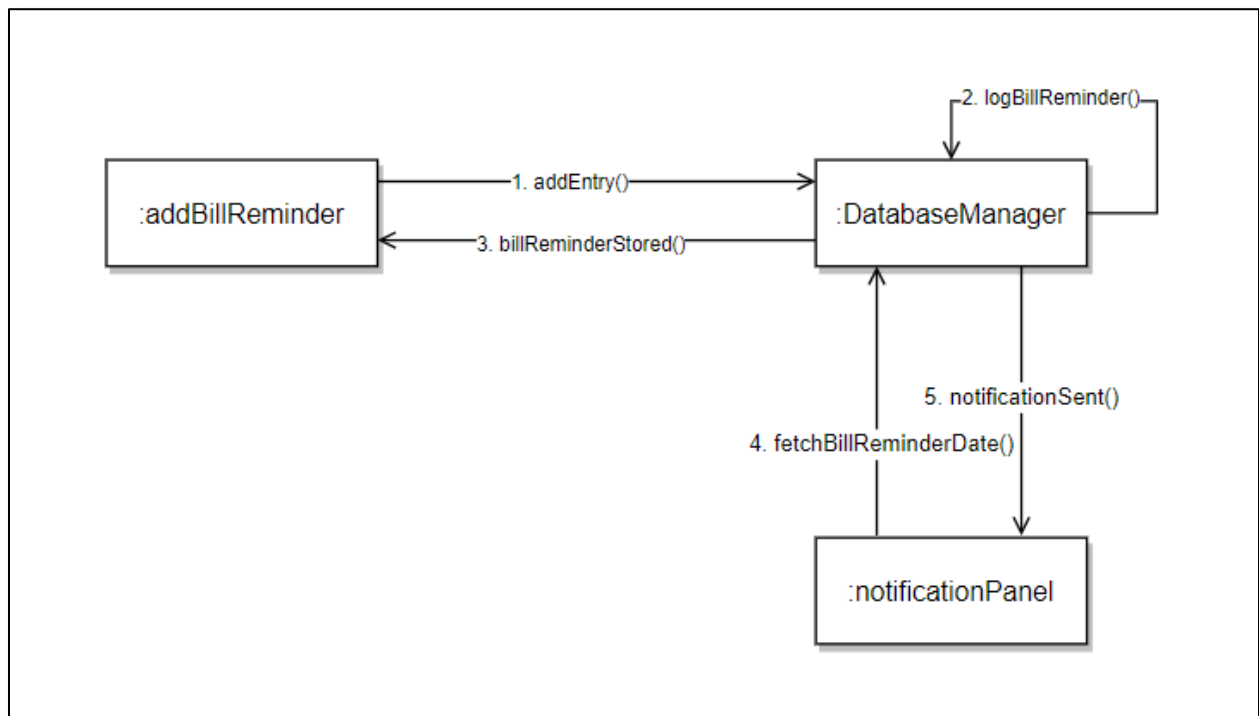 2. logBillReminder()
:addBillReminder
1. addEntry()
:DatabaseManager
3. billReminderStored()
5. notificationSent()
4. fetchBillReminderDate()
:notificationPanel